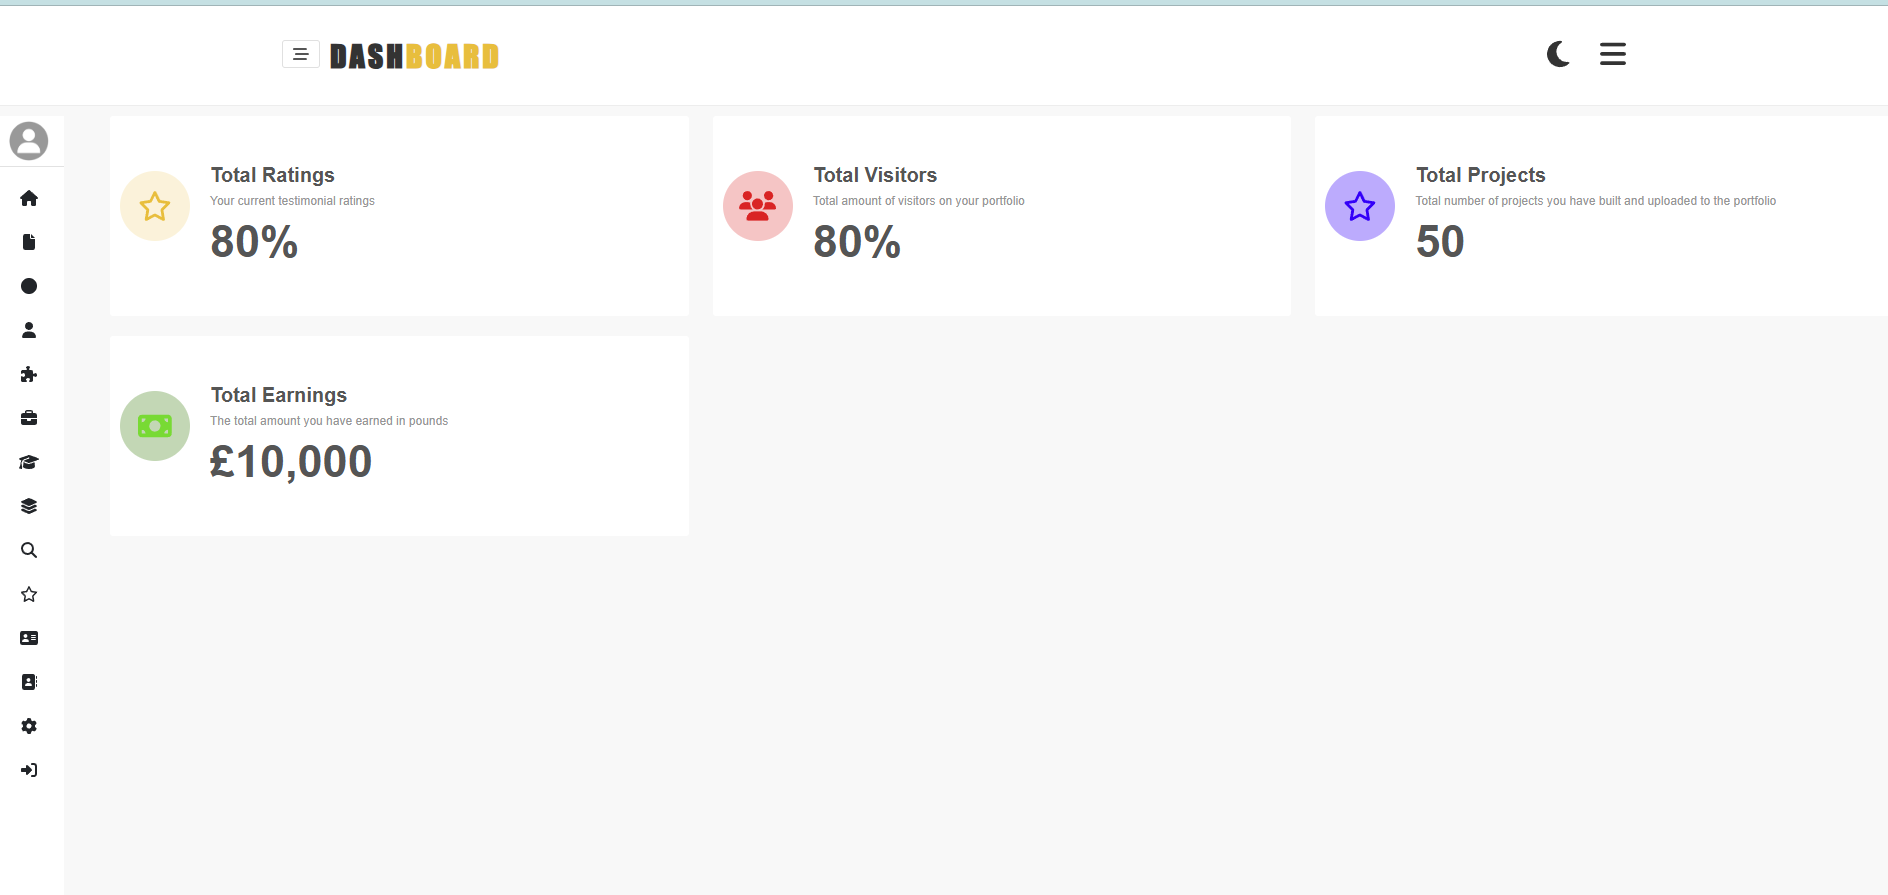 DASHBOARD
Total Ratings
Your current testimonial ratings
80%
Total Visitors
Total amount of visitors on your portfolio
80%
Total Projects
Total number of projects you have built and uploaded to the portfolio
50
Total Earnings
The total amount you have earned in pounds
£10,000